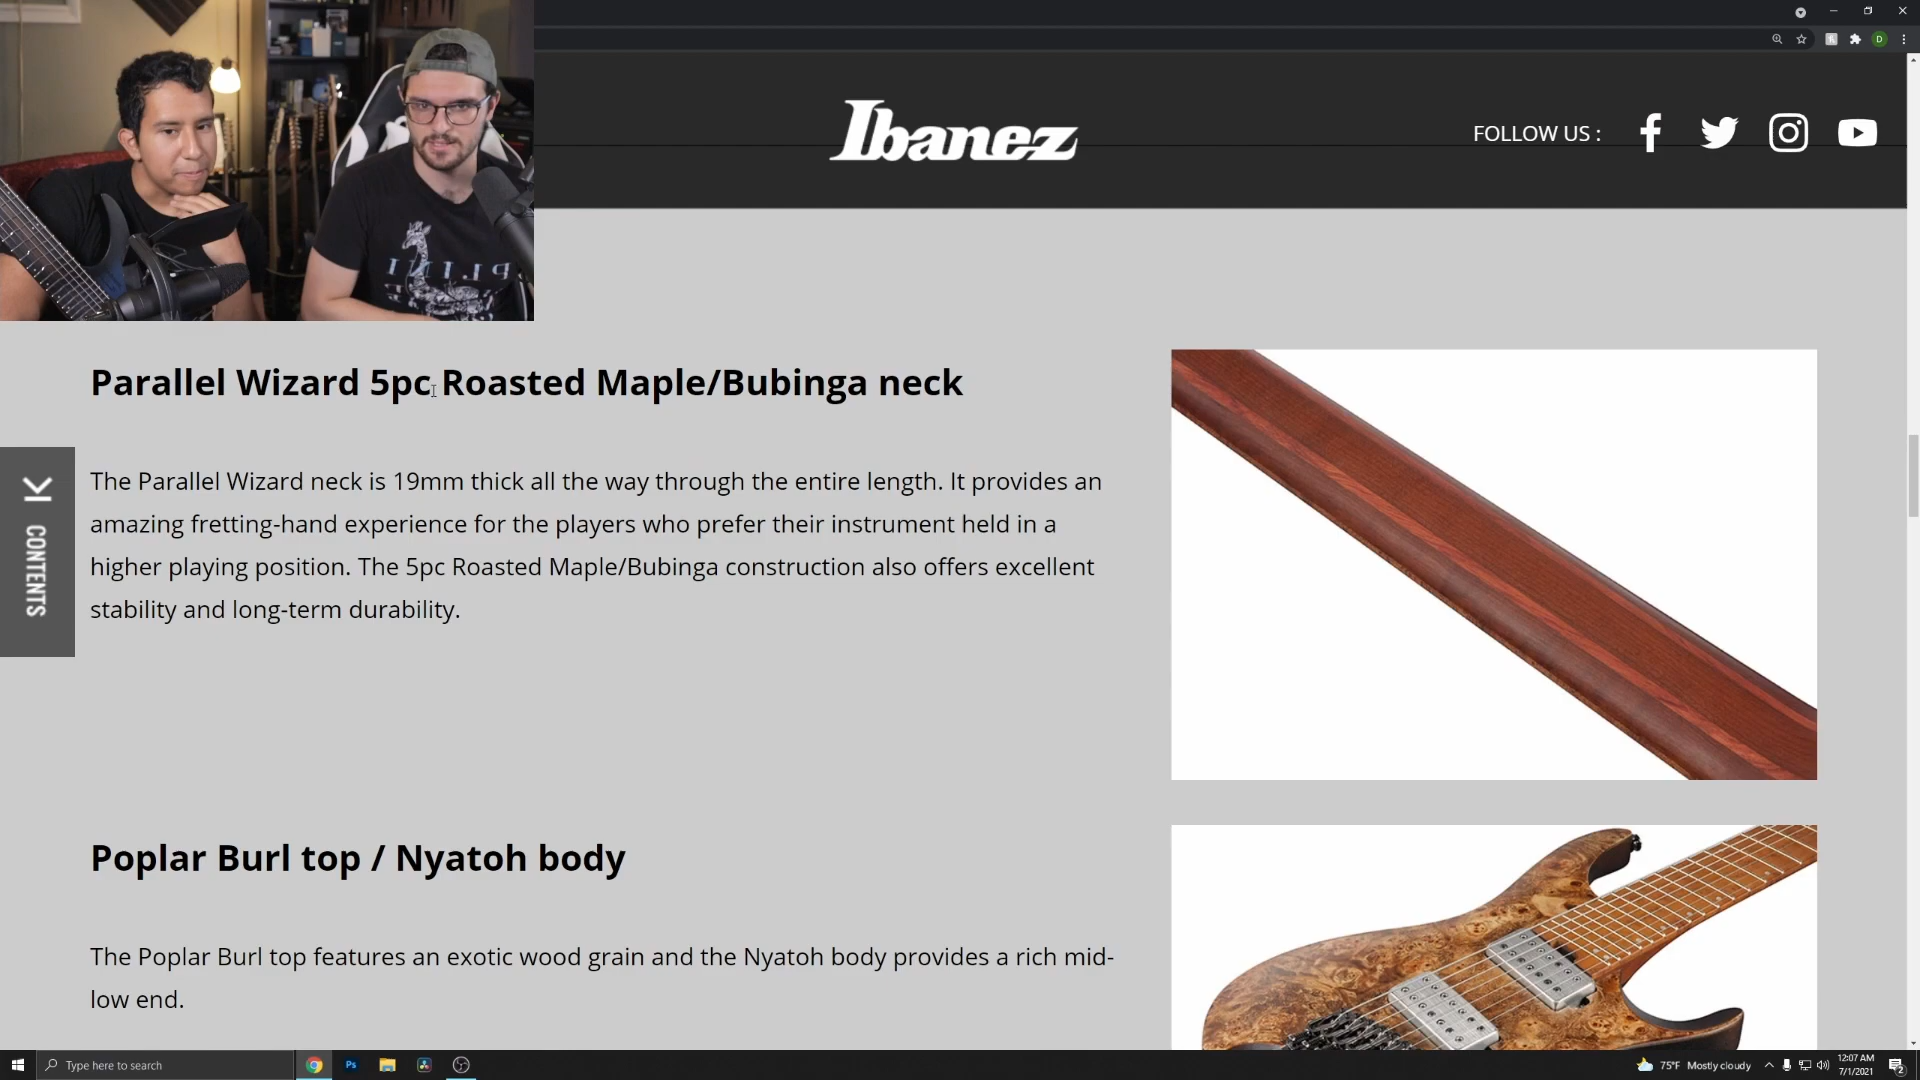 Ibanez
FOLLOW US :
Parallel Wizard 5pc Roasted Maple/Bubinga neck
The Parallel Wizard neck is 19mm thick all the way through the entire length. It provides an
amazing fretting-hand experience for the players who prefer their instrument held in a
higher playing position. The 5pc Roasted Maple/Bubinga construction also offers excellent
stability and long-term durability.
CONTENTS
Poplar Burl top / Nyatoh body
The Poplar Burl top features an exotic wood grain and the Nyatoh body provides a rich mid-
low end.
Type here to search
Ps
75°F Mostly cloudy
12:07 AM
7/1/2021
2
D